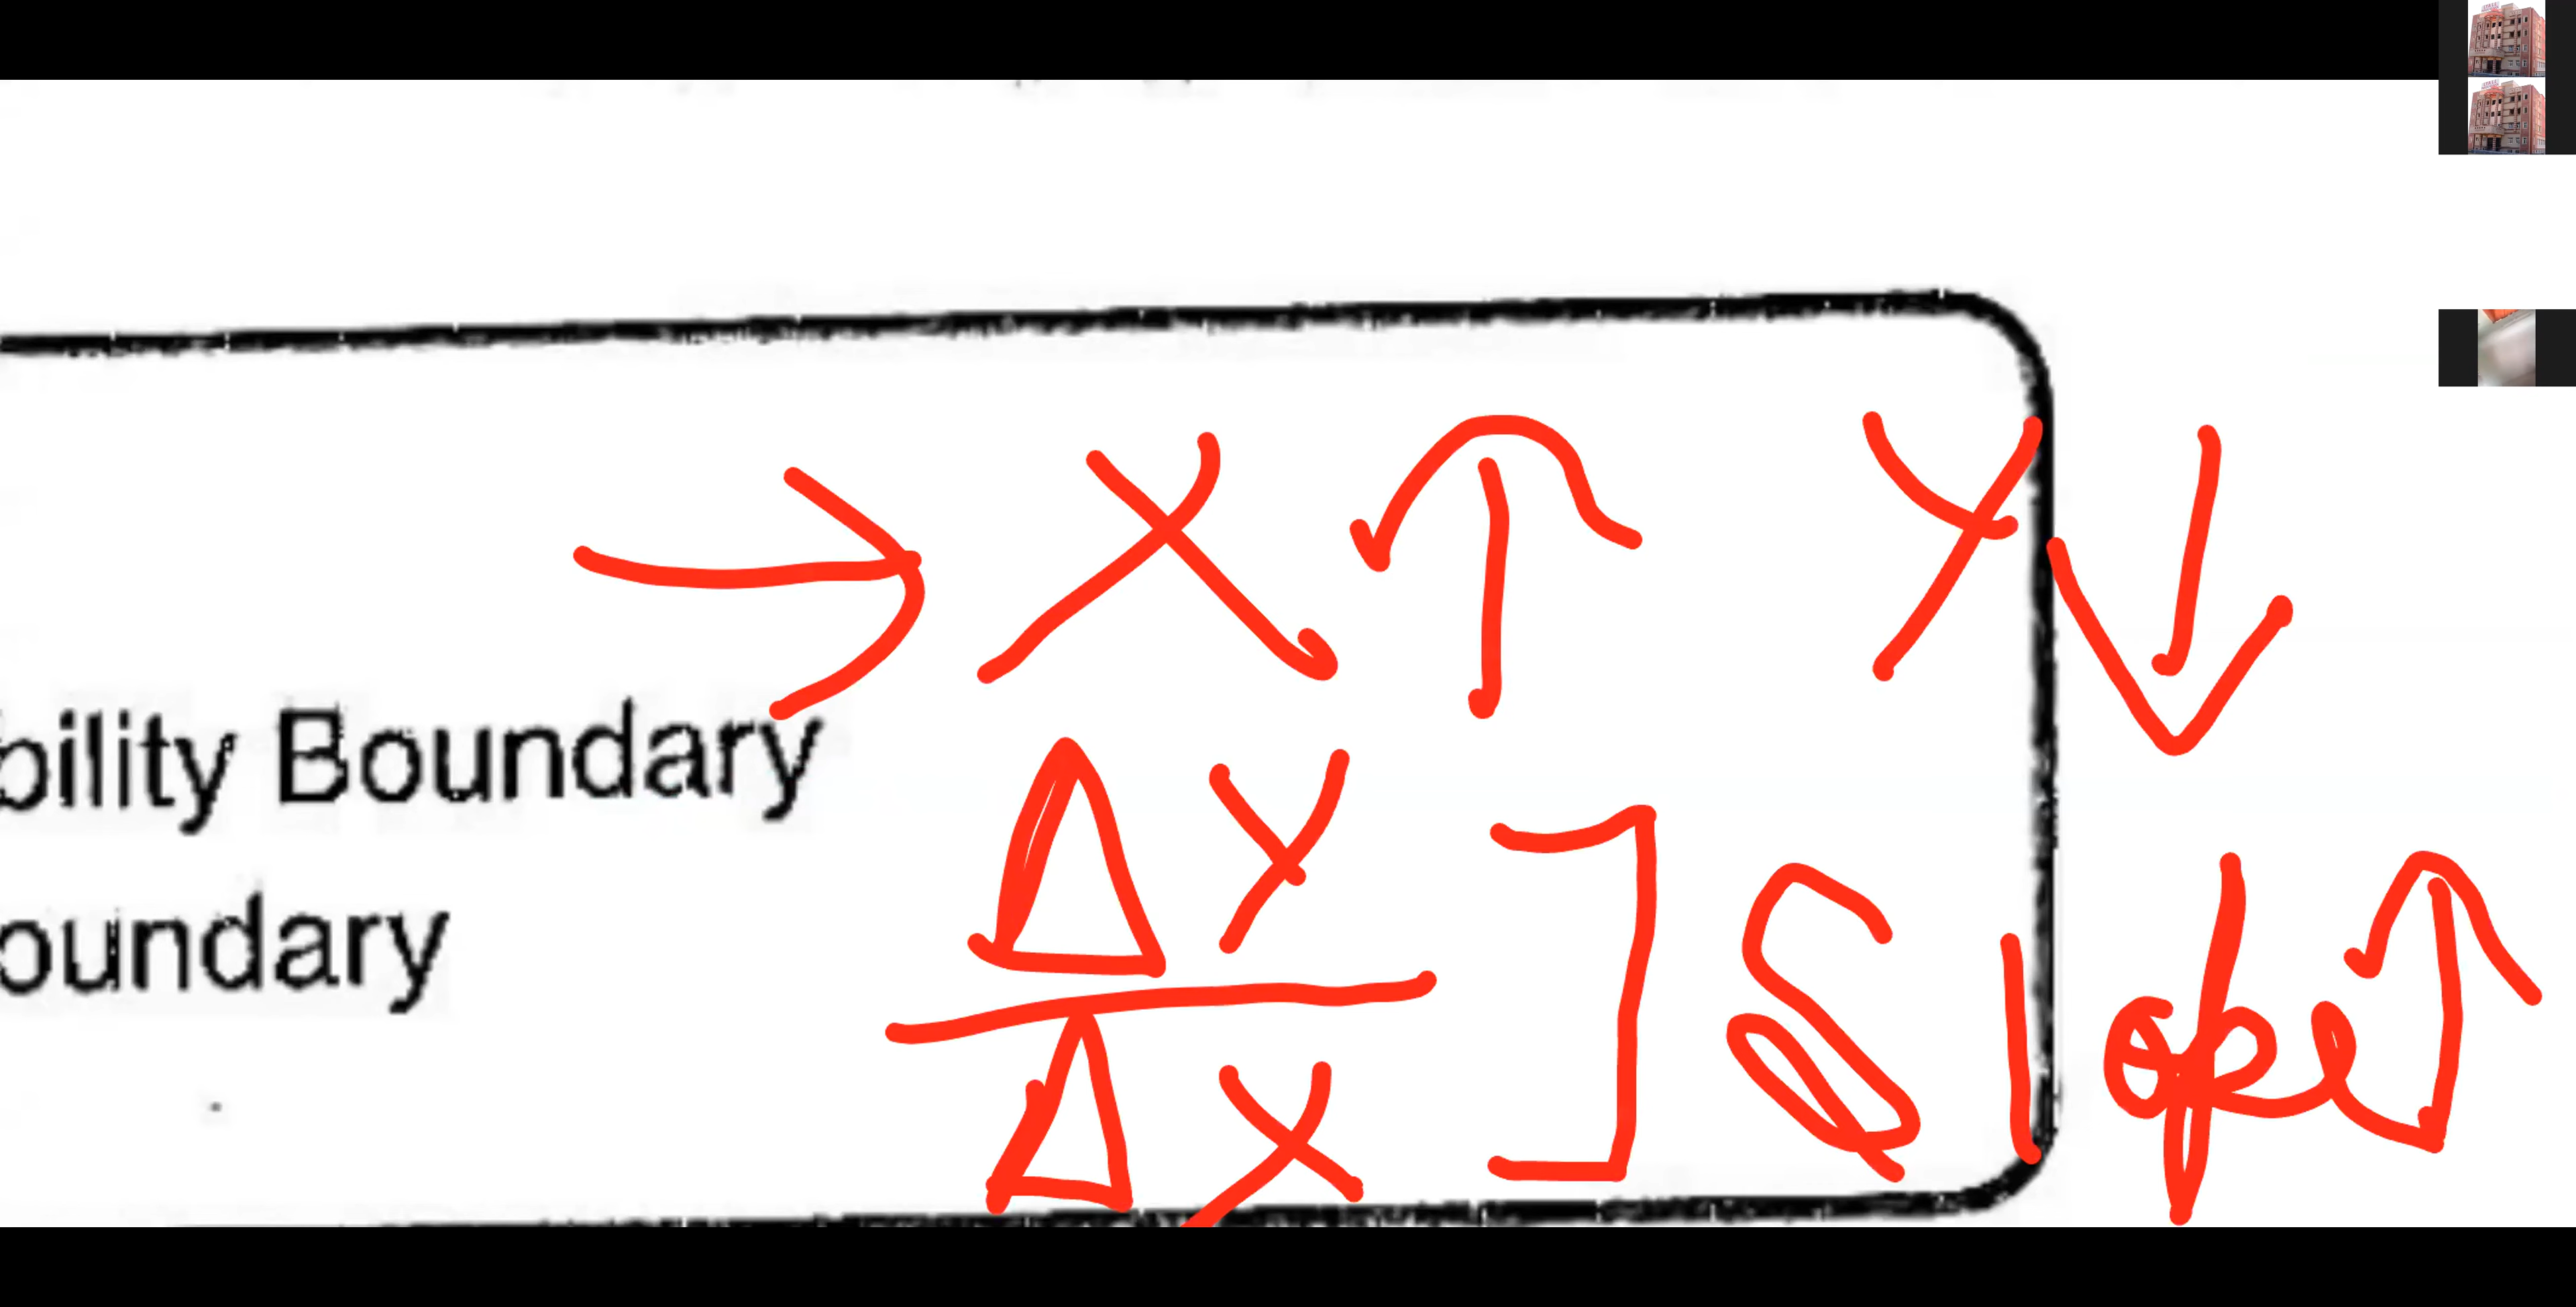 → X ↑ Y ↓
bility Boundary
oundary
ΔY
ΔX
] Slope ↑